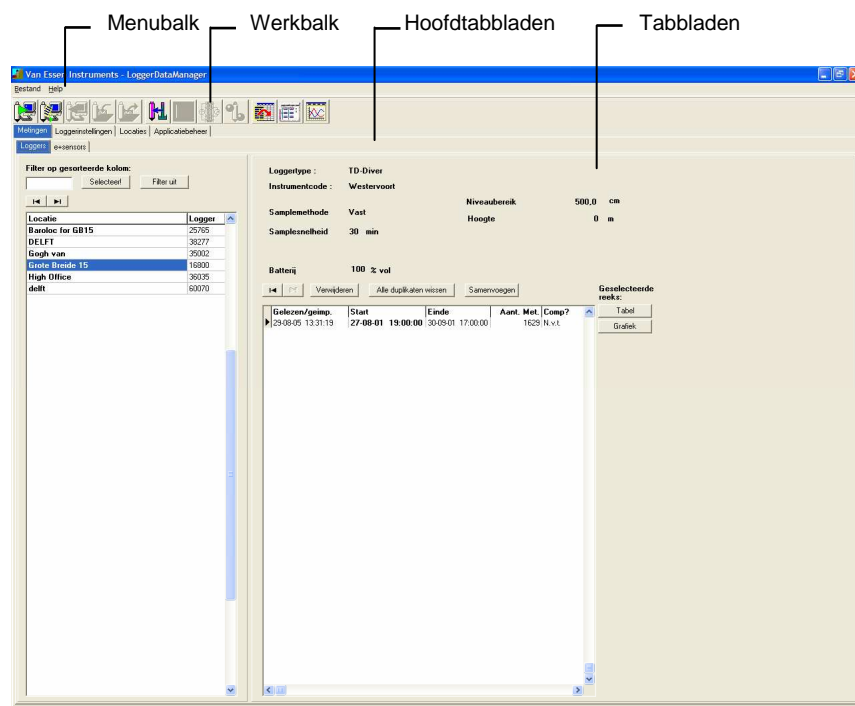 Menubalk Werkbalk Hoofdtabbladen Tabbladen
Van Essen Instruments - LoggerDataManager
Bestand Help
Metingen Loggerinstellingen Locaties Applicatiebeheer
Loggers e+sensors
Filter op gesorteerde kolom:
Selecteer! Filter uit
Locatie Logger
Baroloc for GB15 25765
DELFT 38277
Gogh van 35002
Grote Breide 15 16800
High Office 36035
delft 60070
Loggertype : TD-Diver
Instrumentcode : Westervoort
Niveaubereik 500,0 cm
Samplemethode Vast
Hoogte 0 m
Samplesnelheid 30 min
Batterij 100 % vol
Verwijderen Alle duplikaten wissen Samenvoegen
Geselecteerde
reeks:
Tabel
Grafiek
Gelezen/geimp. Start Einde Aant. Met. Comp?
29-08-05 13:31:19 27-08-01 19:00:00 30-09-01 17:00:00 1629 N.v.t